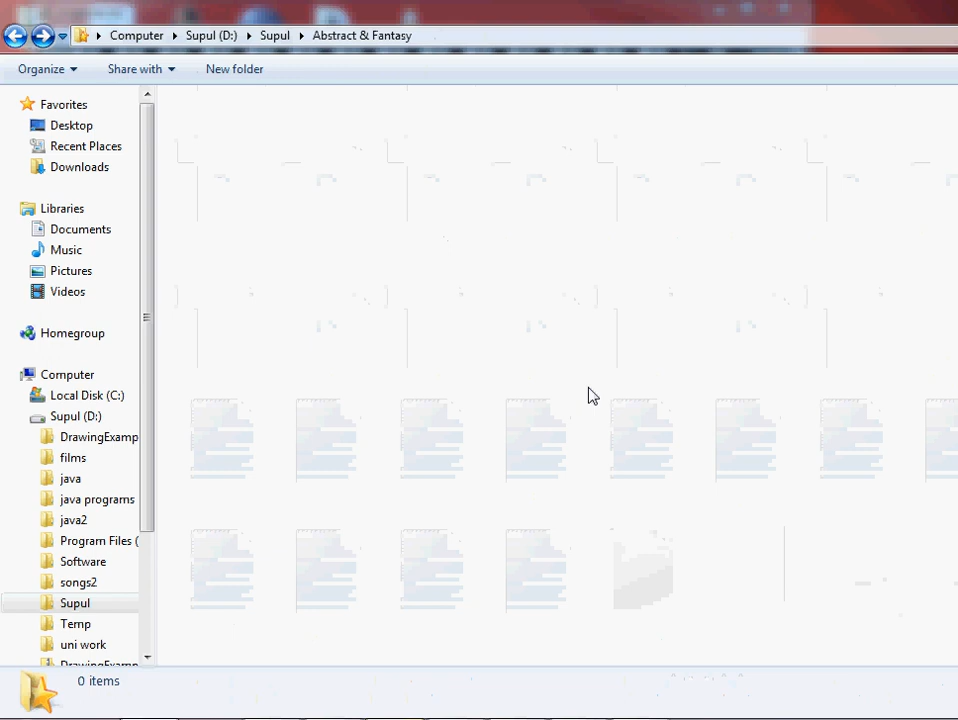 Computer Supul (D:) Supul Abstract & Fantasy
Organize Share with New folder
Favorites
Desktop
Recent Places
Downloads
Libraries
Documents
Music
Pictures
Videos
Homegroup
Computer
Local Disk (C:)
Supul (D:)
DrawingExamp
films
java
java programs
java2
Program Files (
Software
songs2
Supul
Temp
uni work
DrawingExamp
0 items